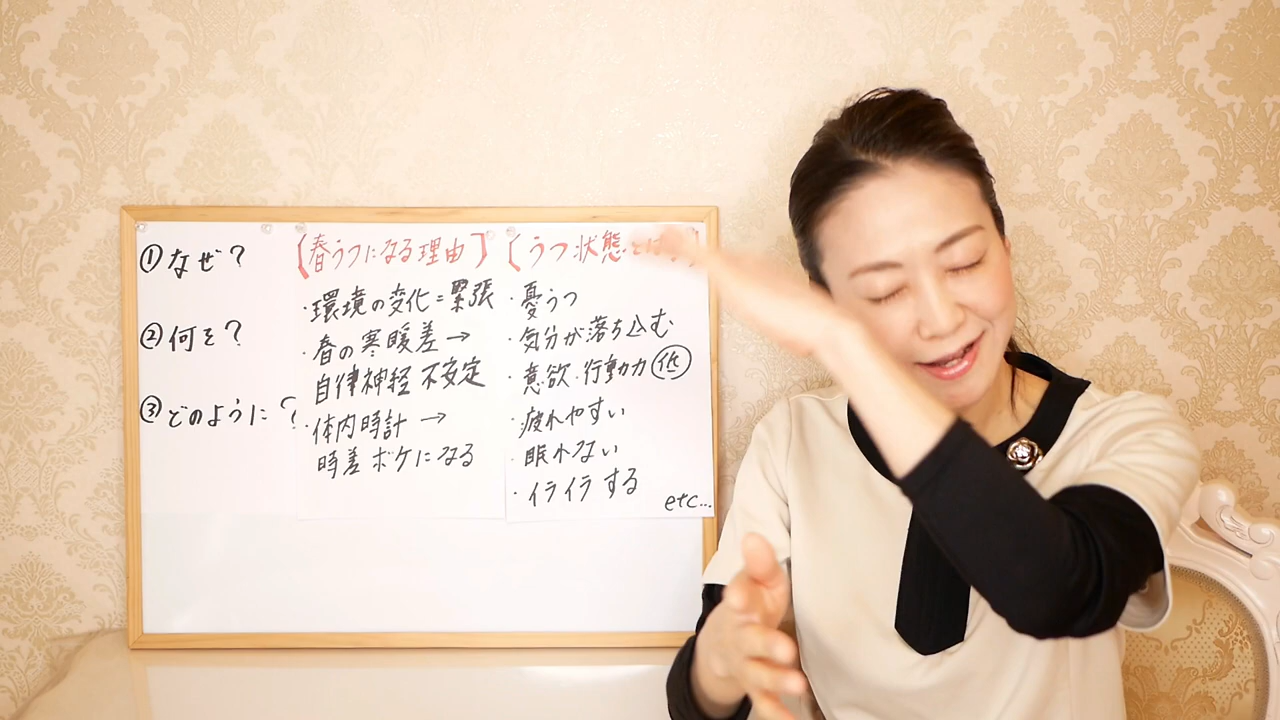 ①なぜ?
②何を?
③どのように?
【春うつになる理由】
・環境の変化=緊張
・春の寒暖差→
自律神経 不安定
・体内時計→
時差ボケになる
【うつ状態とは
・憂うつ
・気分が落ち込む
・意欲・行動力 低
・疲れやすい
・眠れない
・イライラする
etc...